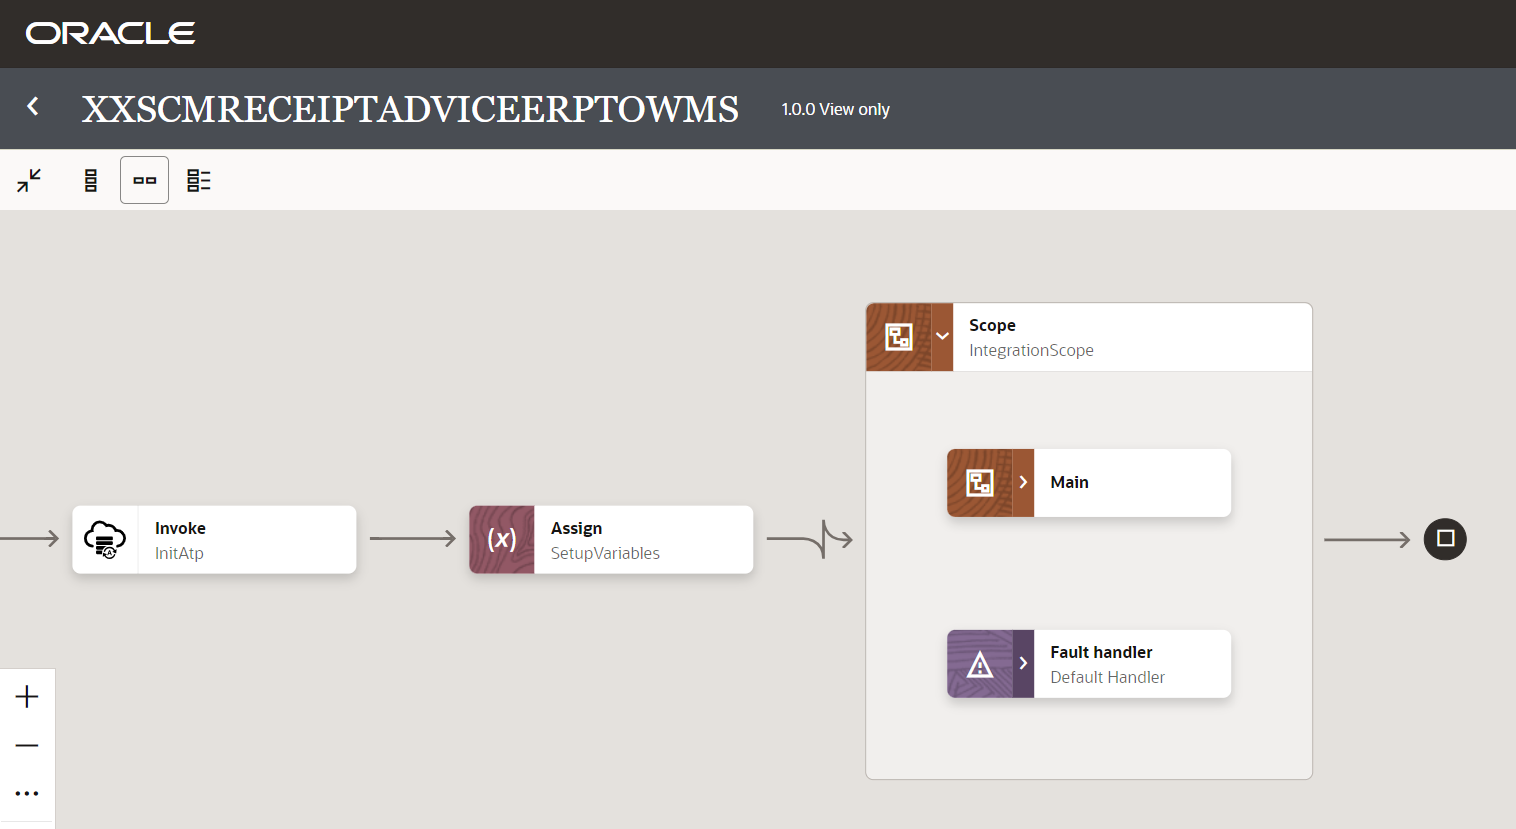 ORACLE
XXSCMRECEIPTADVICEERPTOWMS
1.0.0 View only
Scope
IntegrationScope
Main
Invoke
InitAtp
(x)
Assign
SetupVariables
Fault handler
Default Handler